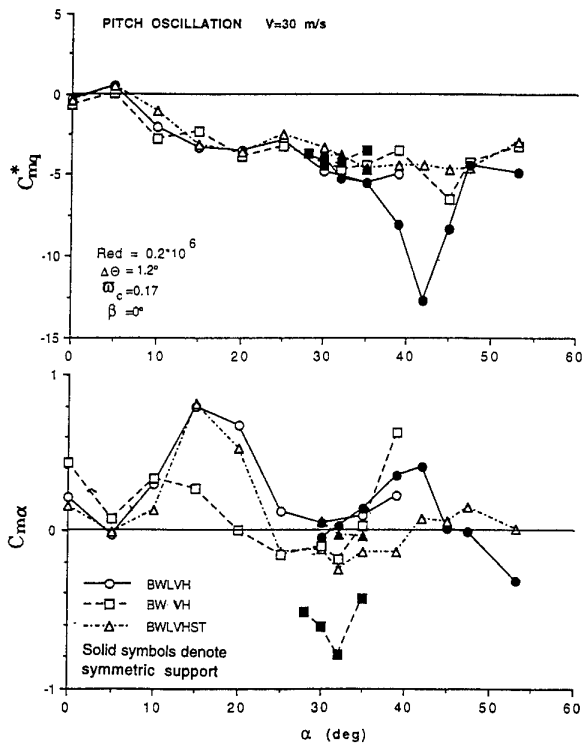 PITCH OSCILLATION V=30 m/s
5
0
-5
-10
-15
C*mq
Red = 0.2*10⁶
ΔΘ = 1.2°
ϖc = 0.17
β = 0°
0 10 20 30 40 50 60
1
0
-1
Cmα
BWLVH
BW VH
BWLVHST
Solid symbols denote
symmetric support
0 10 20 30 40 50 60
α (deg)